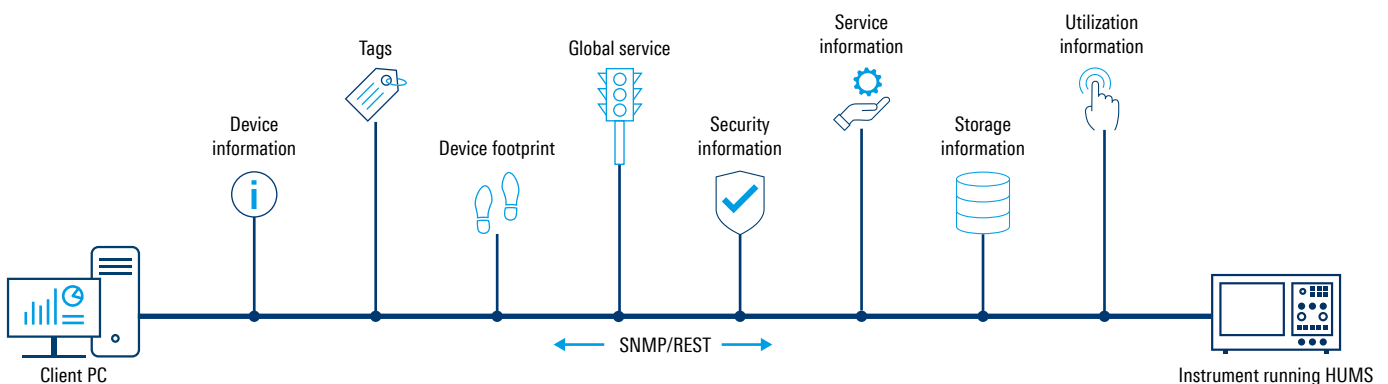 Device
information
Tags
Device footprint
Global service
Security
information
Service
information
Storage
information
Utilization
information
i
SNMP/REST
Client PC
Instrument running HUMS